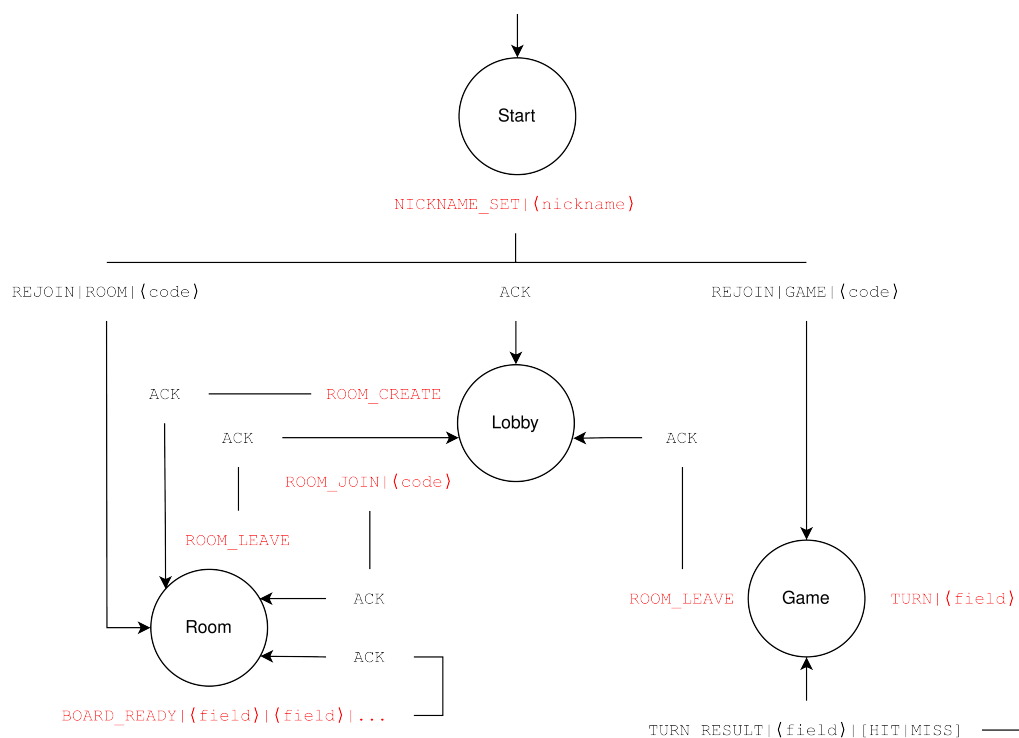 Start
NICKNAME_SET|⟨nickname⟩
REJOIN|ROOM|⟨code⟩
ACK
REJOIN|GAME|⟨code⟩
ACK
ROOM_CREATE
Lobby
ACK
ACK
ROOM_JOIN|⟨code⟩
ROOM_LEAVE
ACK
ROOM_LEAVE
Game
TURN|⟨field⟩
Room
ACK
BOARD_READY|⟨field⟩|⟨field⟩|...
TURN_RESULT|⟨field⟩|[HIT|MISS]